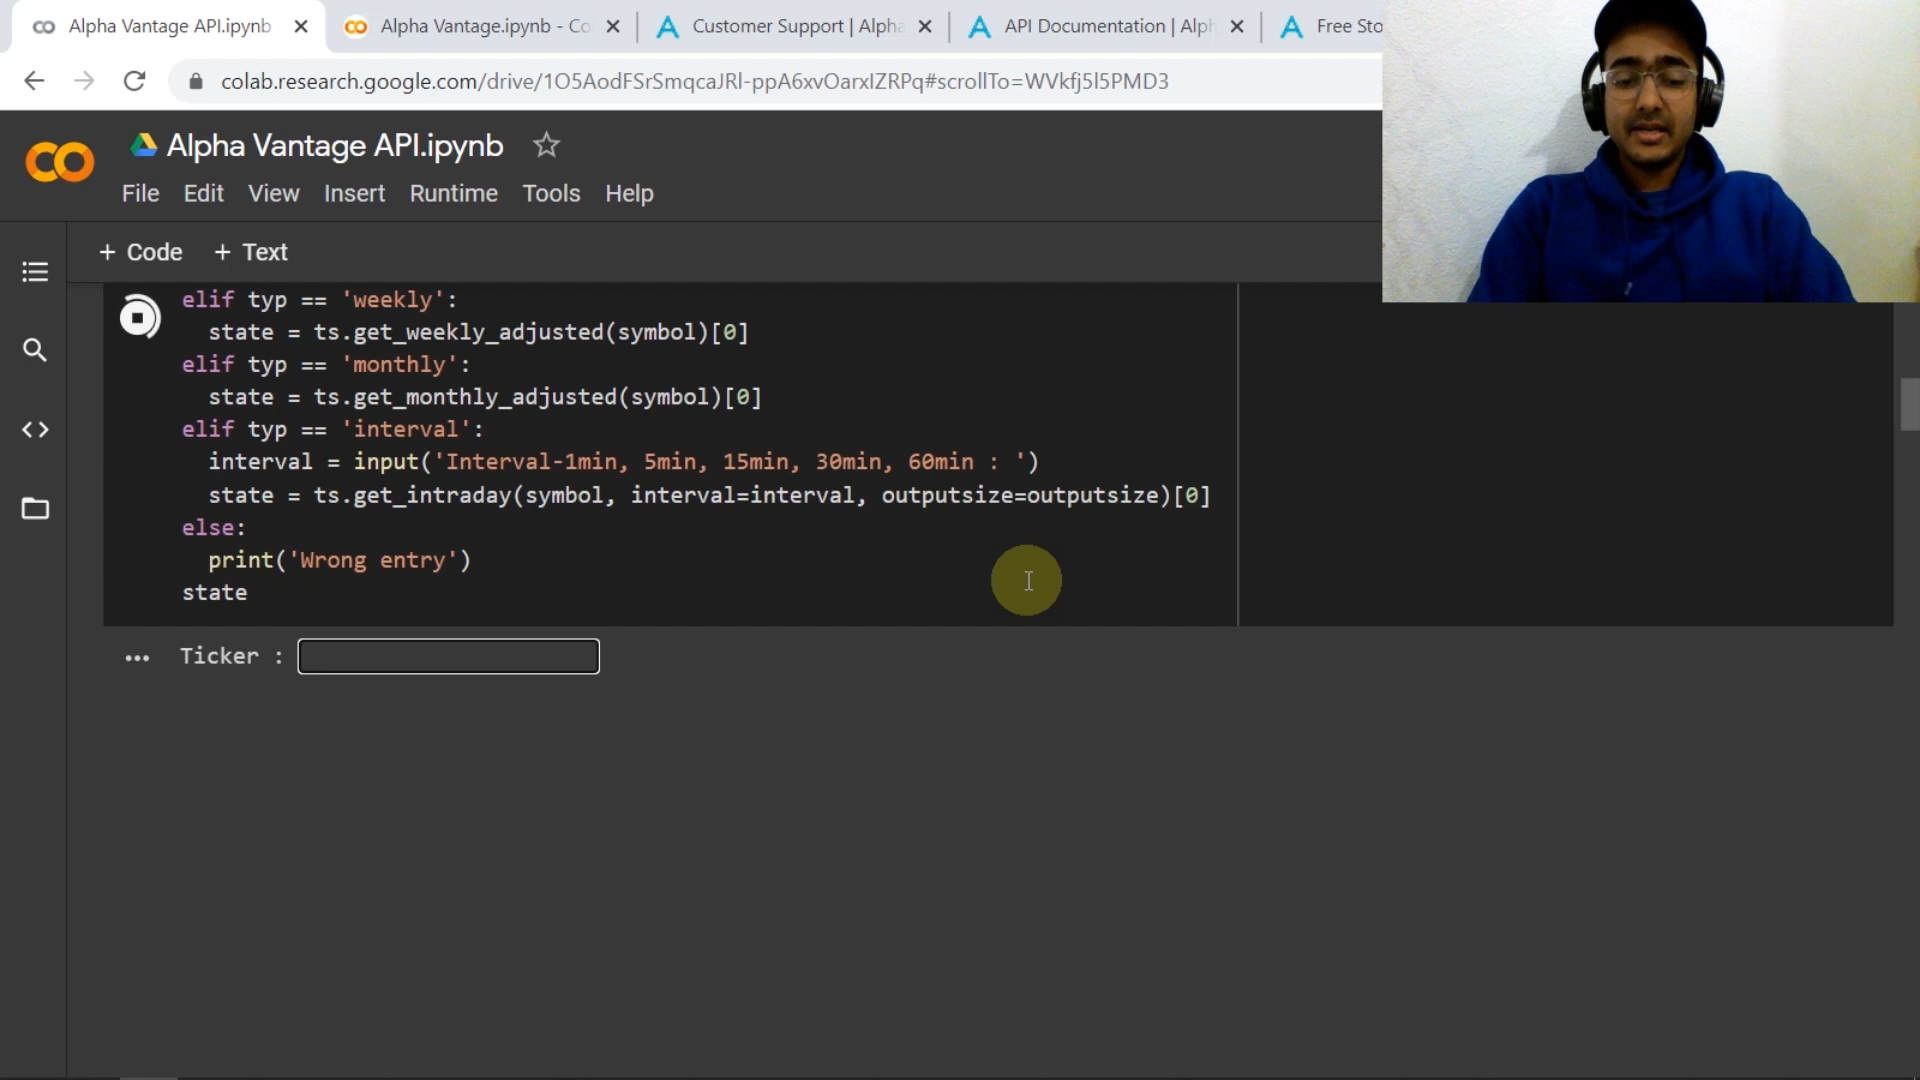 Alpha Vantage API.ipynb
Alpha Vantage.ipynb - Co
Customer Support | Alpha
API Documentation | Alph
Free Sto
colab.research.google.com/drive/1O5AodFSrSmqcaJRl-ppA6xvOarxIZRPq#scrollTo=WVkfj5l5PMD3
Alpha Vantage API.ipynb
File Edit View Insert Runtime Tools Help
+ Code + Text
elif typ == 'weekly':
state = ts.get_weekly_adjusted(symbol)[0]
elif typ == 'monthly':
state = ts.get_monthly_adjusted(symbol)[0]
elif typ == 'interval':
interval = input('Interval-1min, 5min, 15min, 30min, 60min : ')
state = ts.get_intraday(symbol, interval=interval, outputsize=outputsize)[0]
else:
print('Wrong entry')
state
Ticker :